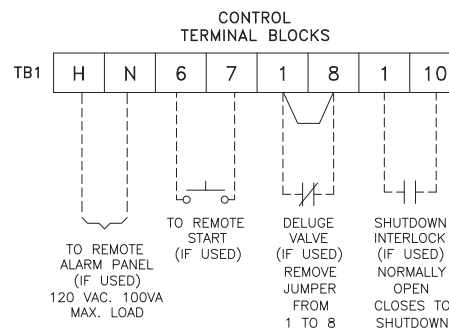 CONTROL
TERMINAL BLOCKS
TB1 H N 6 7 1 8 1 10
TO REMOTE
ALARM PANEL
(IF USED)
120 VAC. 100VA
MAX. LOAD
TO REMOTE
START
(IF USED)
DELUGE
VALVE
(IF USED)
REMOVE
JUMPER
FROM
1 TO 8
SHUTDOWN
INTERLOCK
(IF USED)
NORMALLY
OPEN
CLOSES TO
SHUTDOWN